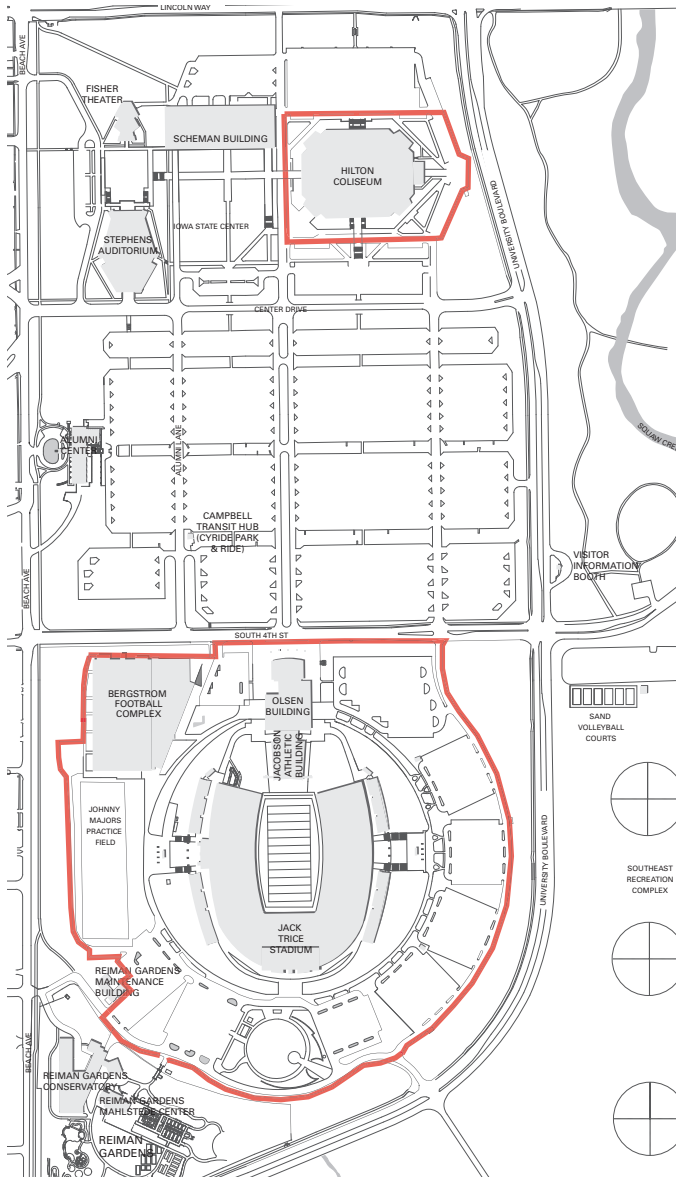 LINCOLN WAY
BEACH AVE
FISHER
THEATER
SCHEMAN BUILDING
HILTON
COLISEUM
UNIVERSITY BOULEVARD
IOWA STATE CENTER
STEPHENS
AUDITORIUM
CENTER DRIVE
SQUAW CRE
ALUMNI
CENTER
ALUMNI LANE
CAMPBELL
TRANSIT HUB
(CYRIDE PARK
& RIDE)
VISITOR
INFORMATION
BOOTH
BEACH AVE
SOUTH 4TH ST
BERGSTROM
FOOTBALL
COMPLEX
OLSEN
BUILDING
JACOBSON
ATHLETIC
BUILDING
SAND
VOLLEYBALL
COURTS
JOHNNY
MAJORS
PRACTICE
FIELD
UNIVERSITY BOULEVARD
SOUTHEAST
RECREATION
COMPLEX
JACK
TRICE
STADIUM
REIMAN GARDENS
MAINTENANCE
BUILDING
BEACH AVE
REIMAN GARDENS
CONSERVATORY
REIMAN GARDENS
MAHLSTEDE CENTER
REIMAN
GARDENS